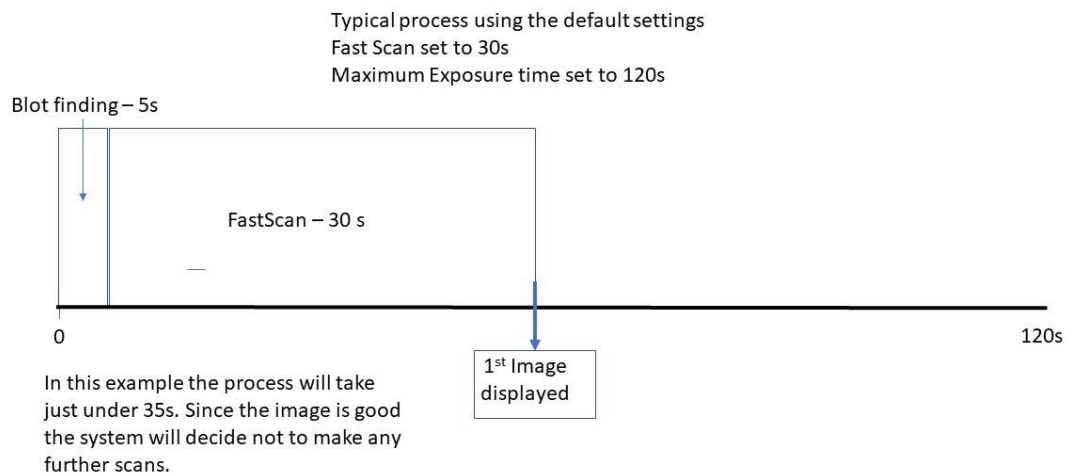 Typical process using the default settings
Fast Scan set to 30s
Maximum Exposure time set to 120s
Blot finding – 5s
FastScan – 30 s
0
120s
1st Image
displayed
In this example the process will take
just under 35s. Since the image is good
the system will decide not to make any
further scans.